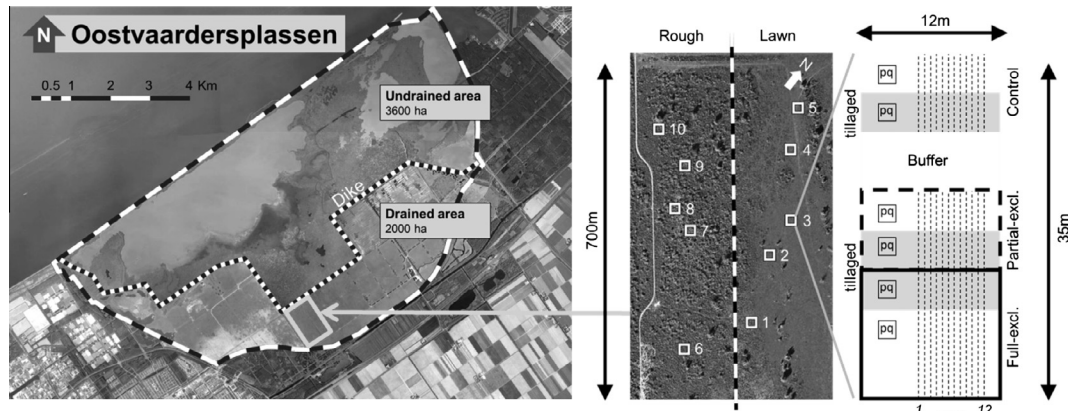 N Oostvaardersplassen
0.5 1 2 3 4 Km
Undrained area
3600 ha
Dike
Drained area
2000 ha
Rough Lawn
N
700m
10
9
8
7
6
5
4
3
2
1
12m
35m
tillaged
pq
pq
Control
Buffer
tillaged
pq
pq
Partial-excl.
pq
pq
Full-excl.
1 12